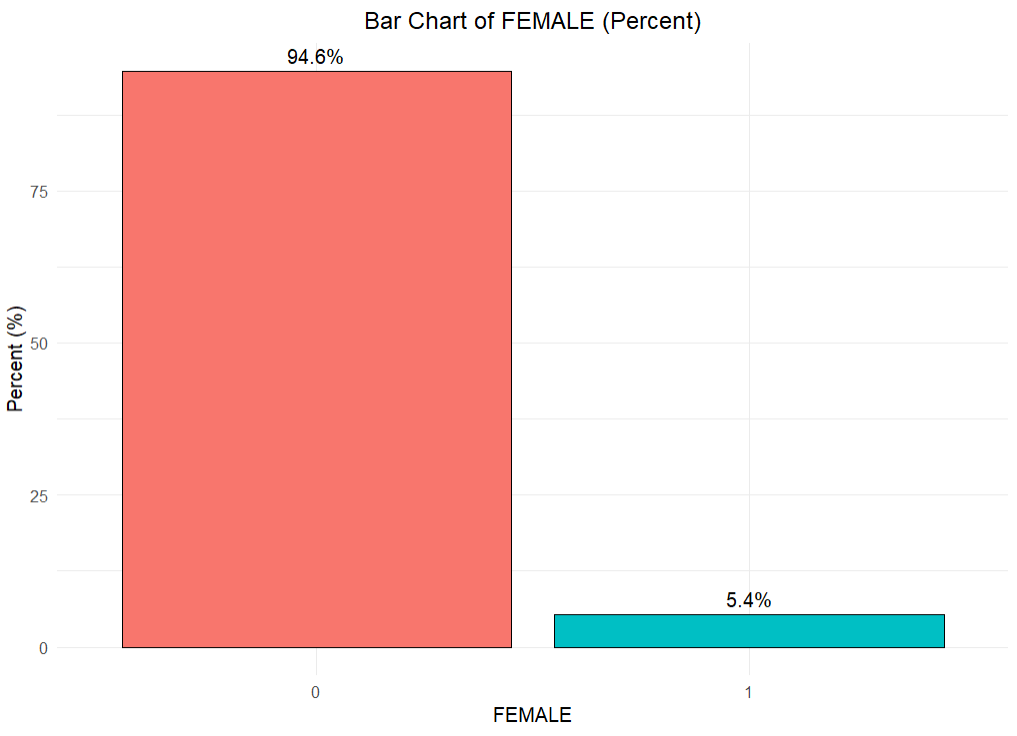 Bar Chart of FEMALE (Percent)
94.6%
75
50
25
0
Percent (%)
5.4%
0
1
FEMALE